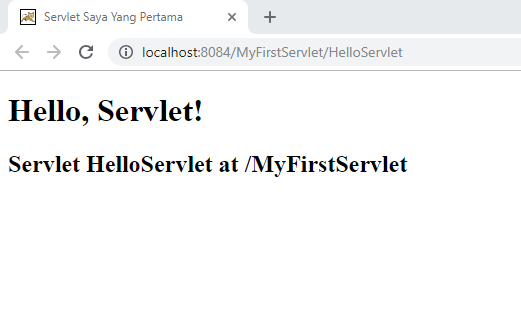 Servlet Saya Yang Pertama
localhost:8084/MyFirstServlet/HelloServlet
Hello, Servlet!
Servlet HelloServlet at /MyFirstServlet